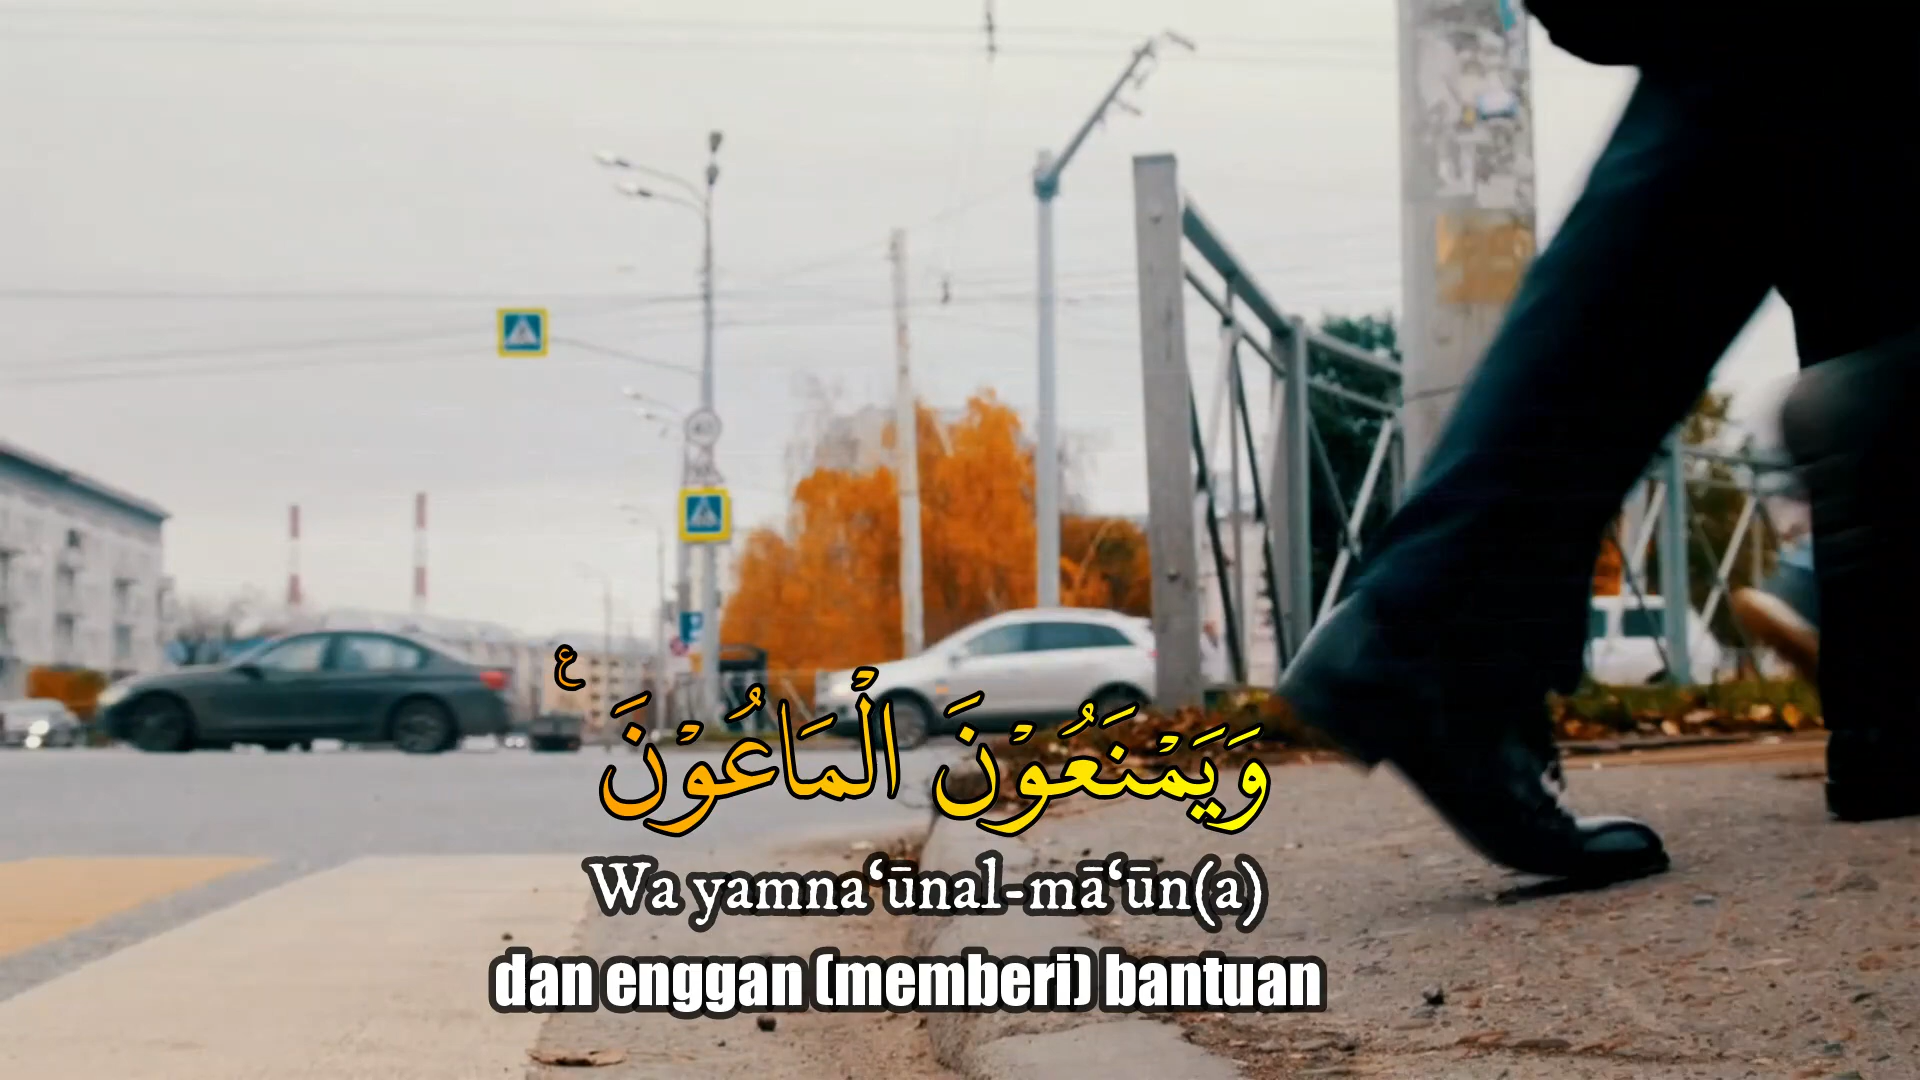 وَيَمْنَعُوْنَ الْمَاعُوْنَ ࣖ
Wa yamna‘ūnal-mā‘ūn(a)
dan enggan (memberi) bantuan